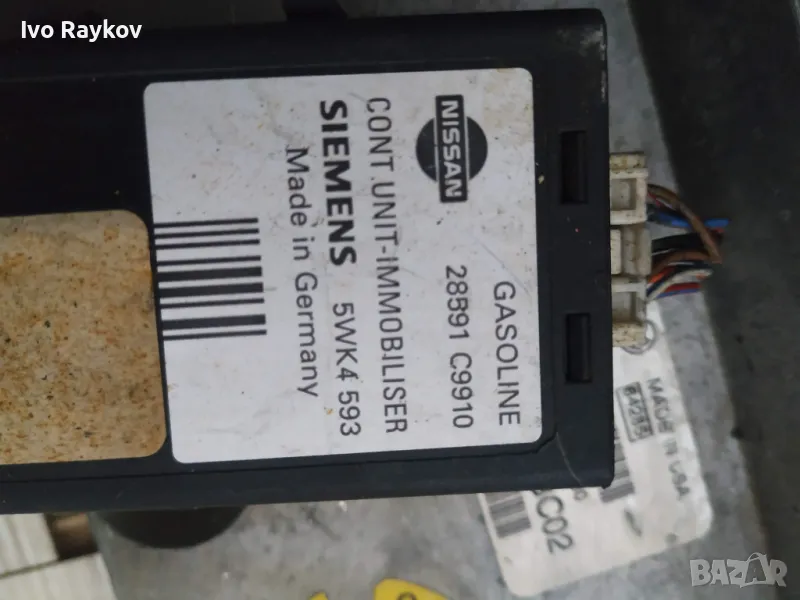 Ivo Raykov
NISSAN
GASOLINE
28591 C9910
CONT.UNIT-IMMOBILISER
SIEMENS 5WK4 593
Made in Germany
MADE IN USA
C02
BAZAR